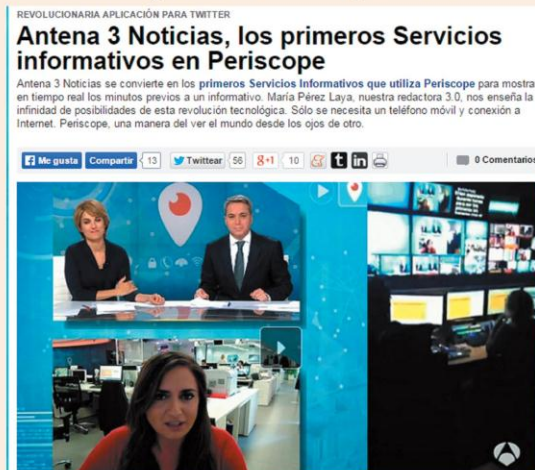 REVOLUCIONARIA APLICACIÓN PARA TWITTER
Antena 3 Noticias, los primeros Servicios
informativos en Periscope
Antena 3 Noticias se convierte en los primeros Servicios Informativos que utiliza Periscope para mostra
en tiempo real los minutos previos a un informativo. María Pérez Laya, nuestra redactora 3.0, nos enseña la
infinidad de posibilidades de esta revolución tecnológica. Sólo se necesita un teléfono móvil y conexión a
Internet. Periscope, una manera del ver el mundo desde los ojos de otro.
Me gusta Compartir 13 Twittear 56 g+1 10 t in 0 Comentarios